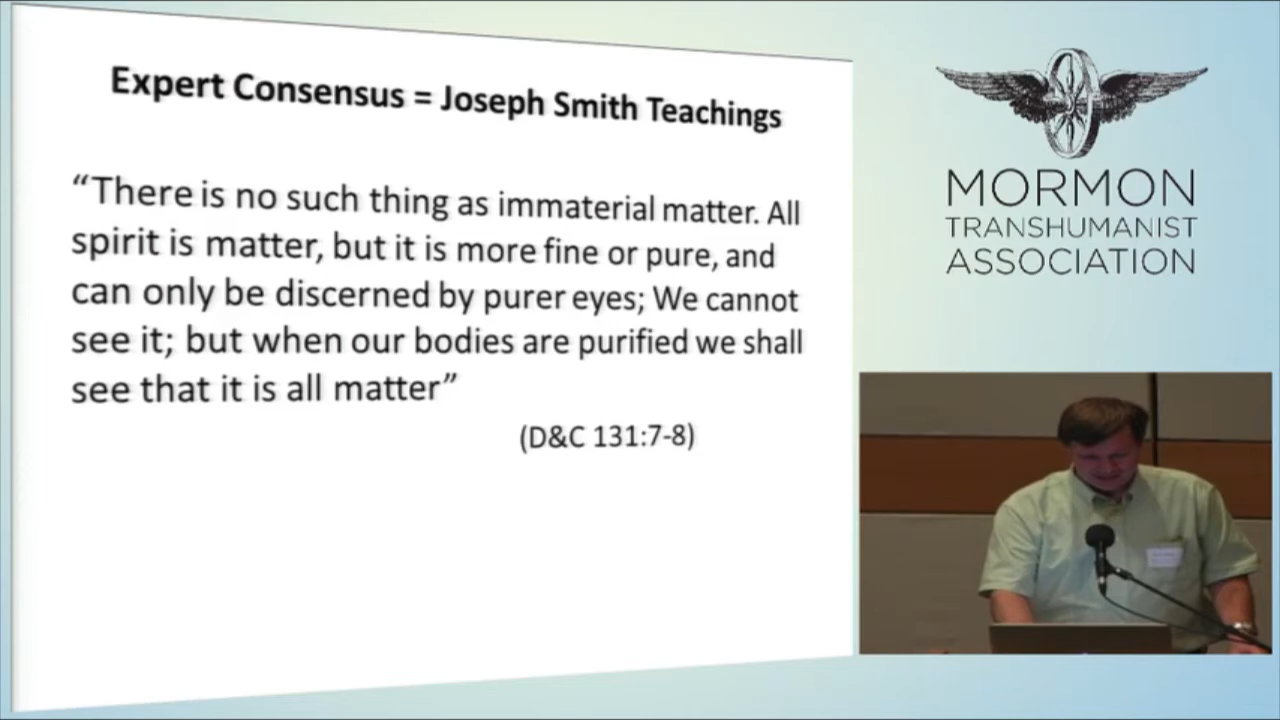 Expert Consensus = Joseph Smith Teachings
“There is no such thing as immaterial matter. All
spirit is matter, but it is more fine or pure, and
can only be discerned by purer eyes; We cannot
see it; but when our bodies are purified we shall
see that it is all matter”
(D&C 131:7-8)
MORMON
TRANSHUMANIST
ASSOCIATION